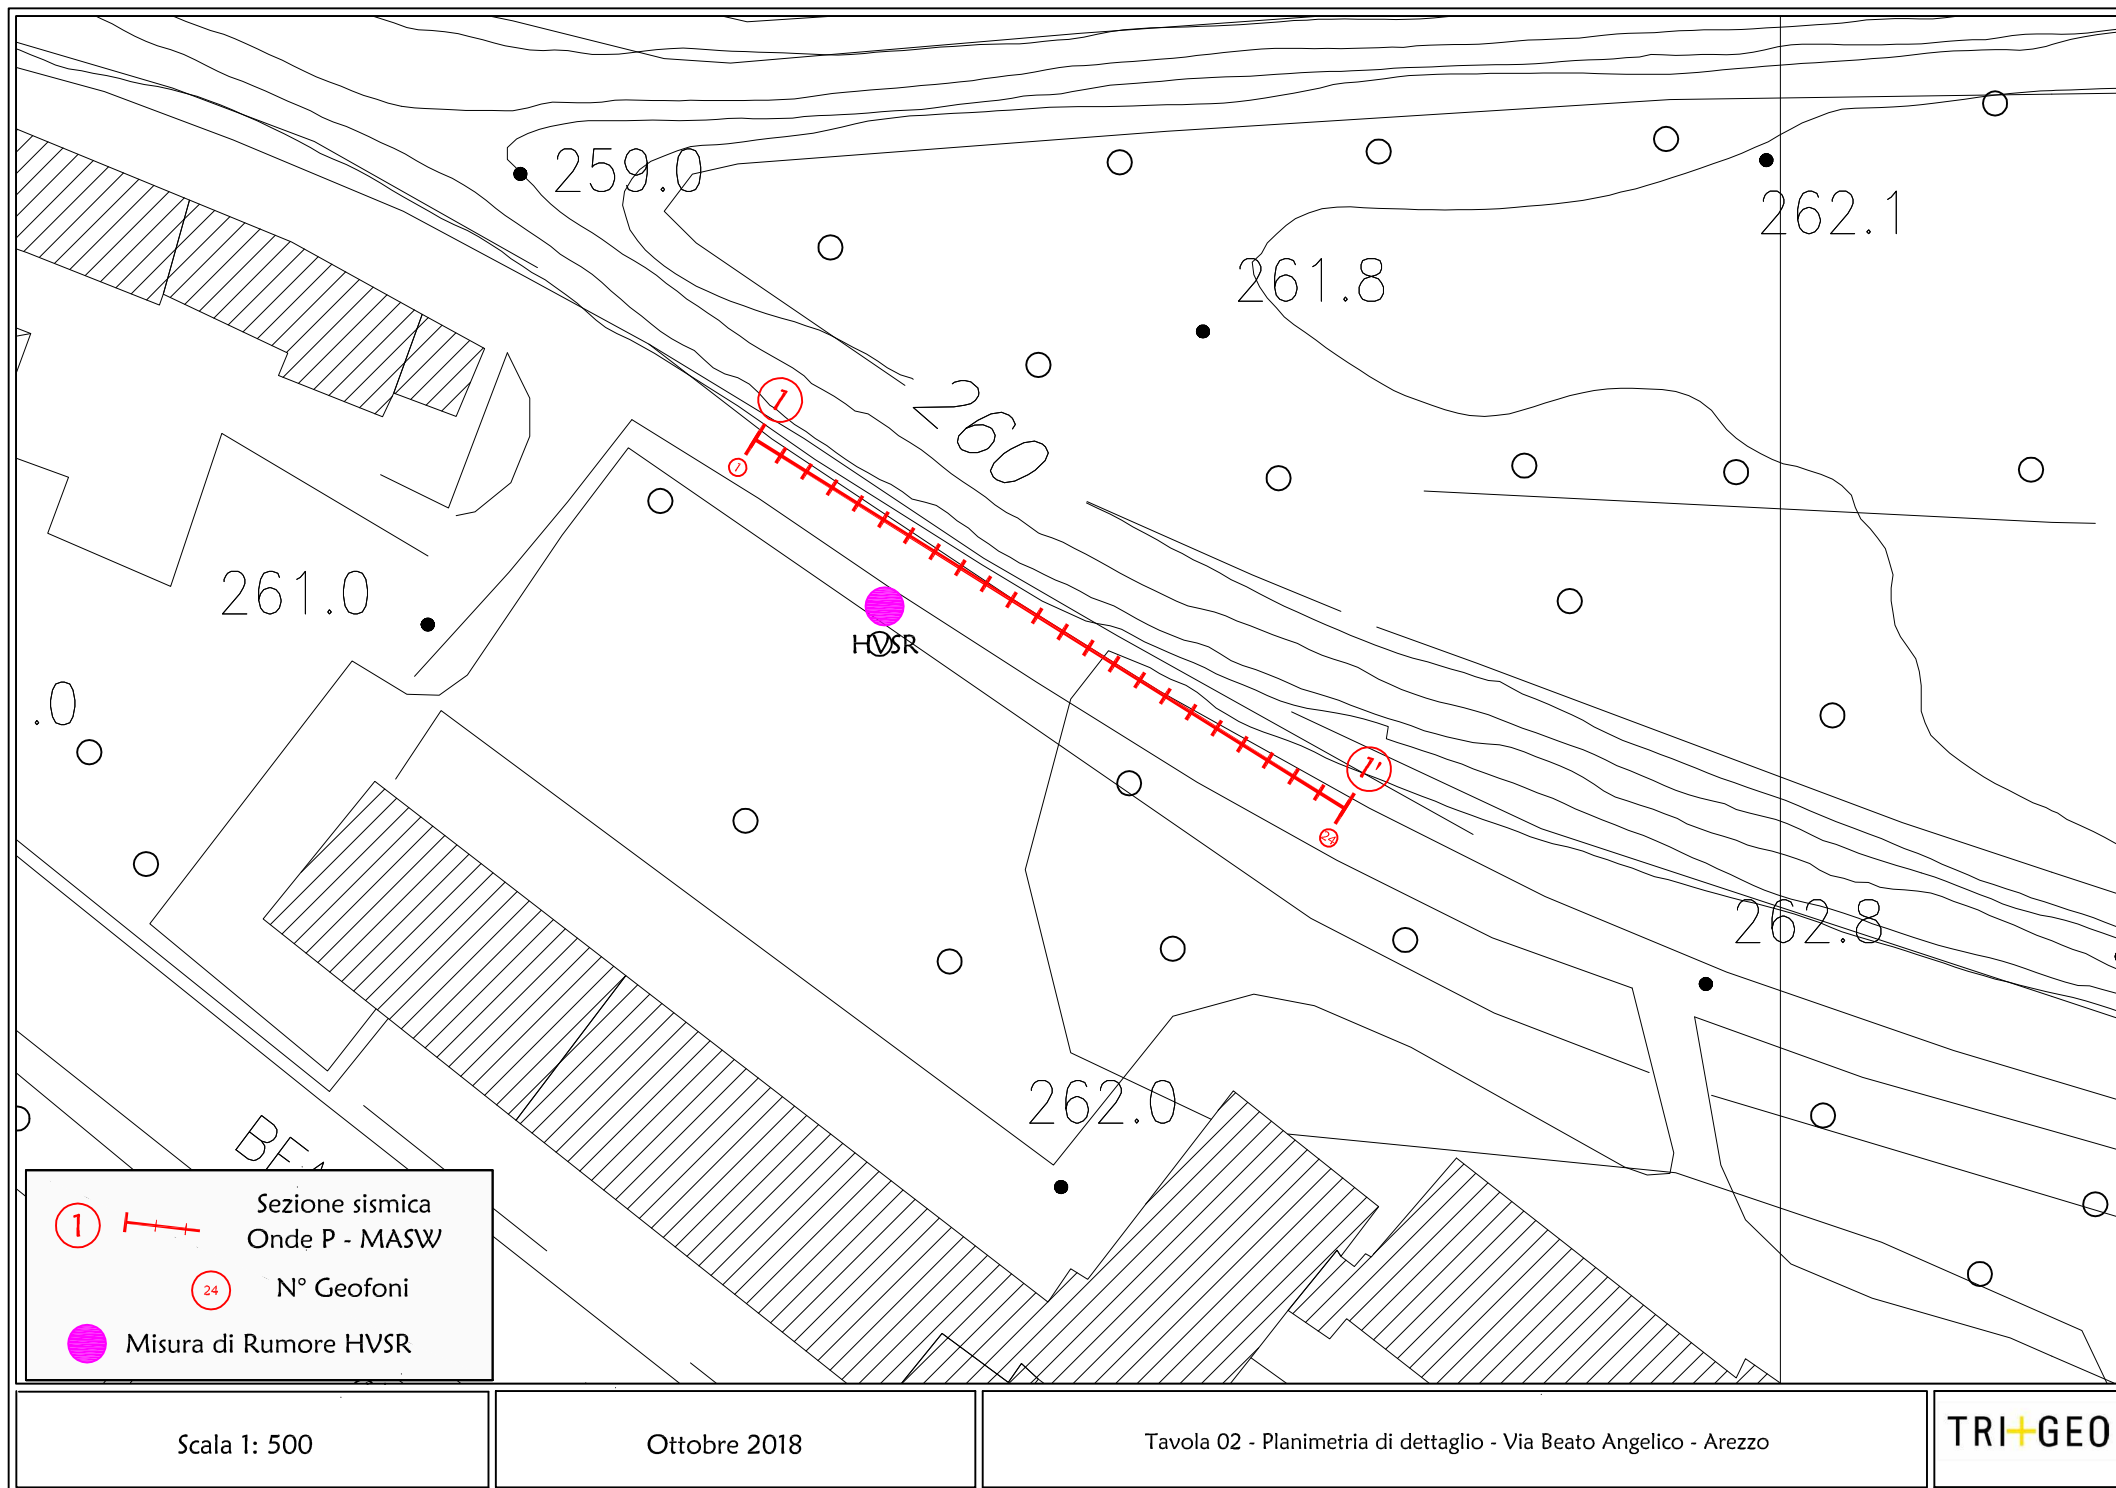 259.0
262.1
261.8
1
260
1
261.0
HVSR
.0
1'
24
262.8
262.0
BEA
1
Sezione sismica
Onde P - MASW
24
N° Geofoni
Misura di Rumore HVSR
Scala 1: 500
Ottobre 2018
Tavola 02 - Planimetria di dettaglio - Via Beato Angelico - Arezzo
TRI+GEO